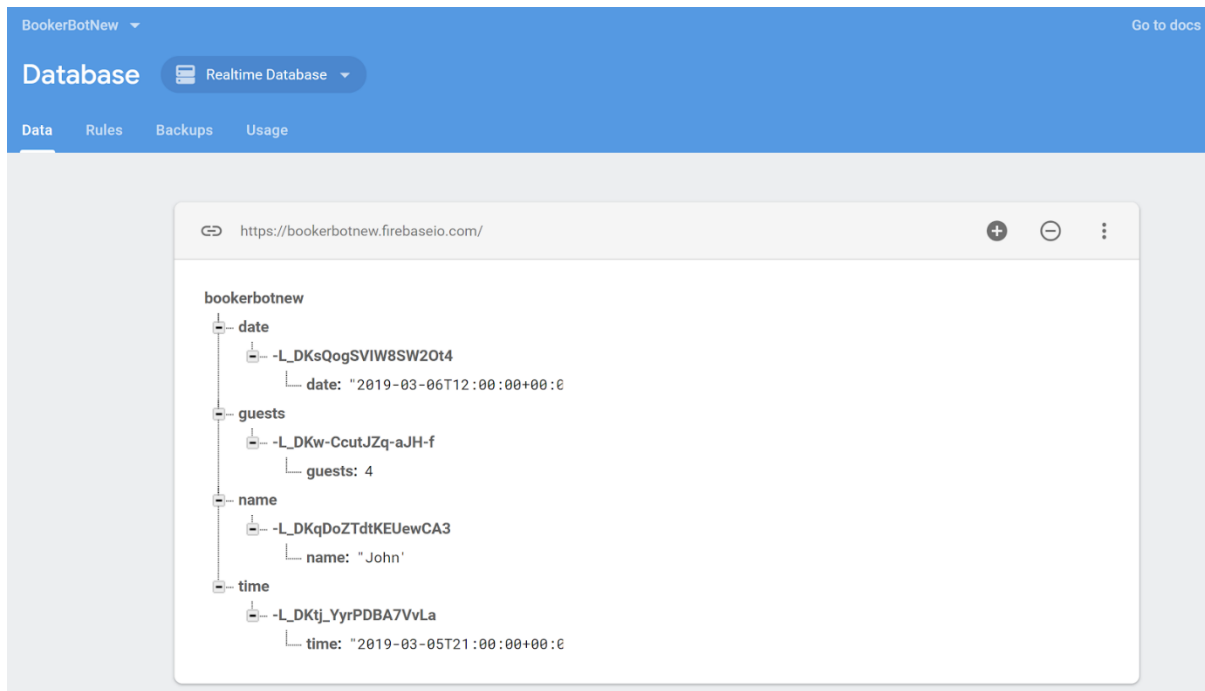 BookerBotNew Go to docs
Database Realtime Database
Data Rules Backups Usage
https://bookerbotnew.firebaseio.com/
bookerbotnew
date
-L_DKsQogSVIW8SW2Ot4
date: "2019-03-06T12:00:00+00:0
guests
-L_DKw-CcutJZq-aJH-f
guests: 4
name
-L_DKqDoZTdtKEUewCA3
name: "John'
time
-L_DKtj_YyrPDBA7VvLa
time: "2019-03-05T21:00:00+00:0